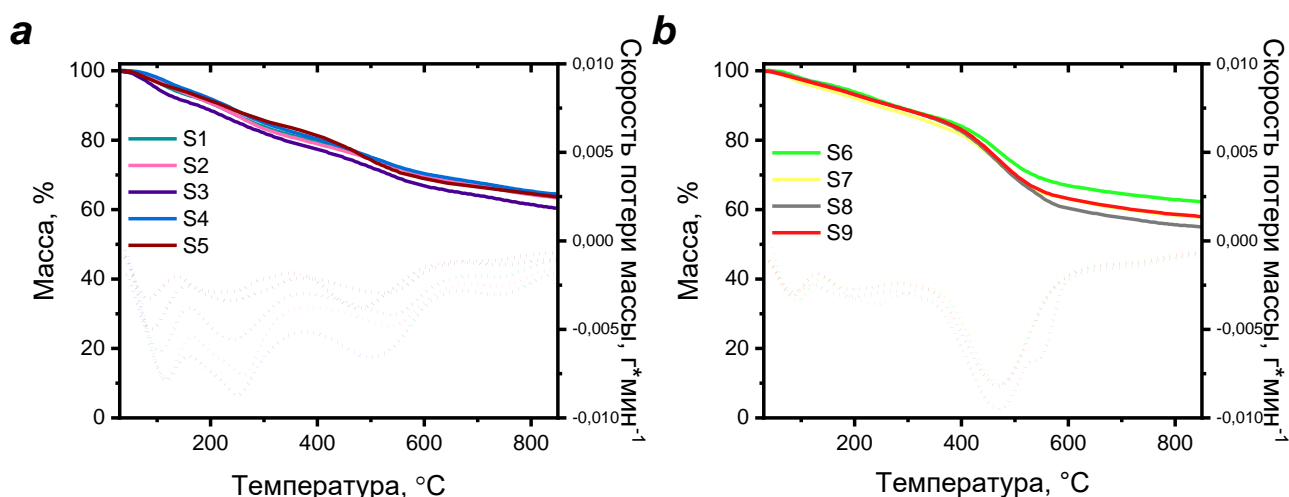 a
Масса, %
100
80
60
40
20
0
S1
S2
S3
S4
S5
200
400
600
800
Температура, °C
0,010
0,005
0,000
-0,005
-0,010
Скорость потери массы, г*мин-1
b
Масса, %
100
80
60
40
20
0
S6
S7
S8
S9
200
400
600
800
Температура, °C
0,010
0,005
0,000
-0,005
-0,010
Скорость потери массы, г*мин-1